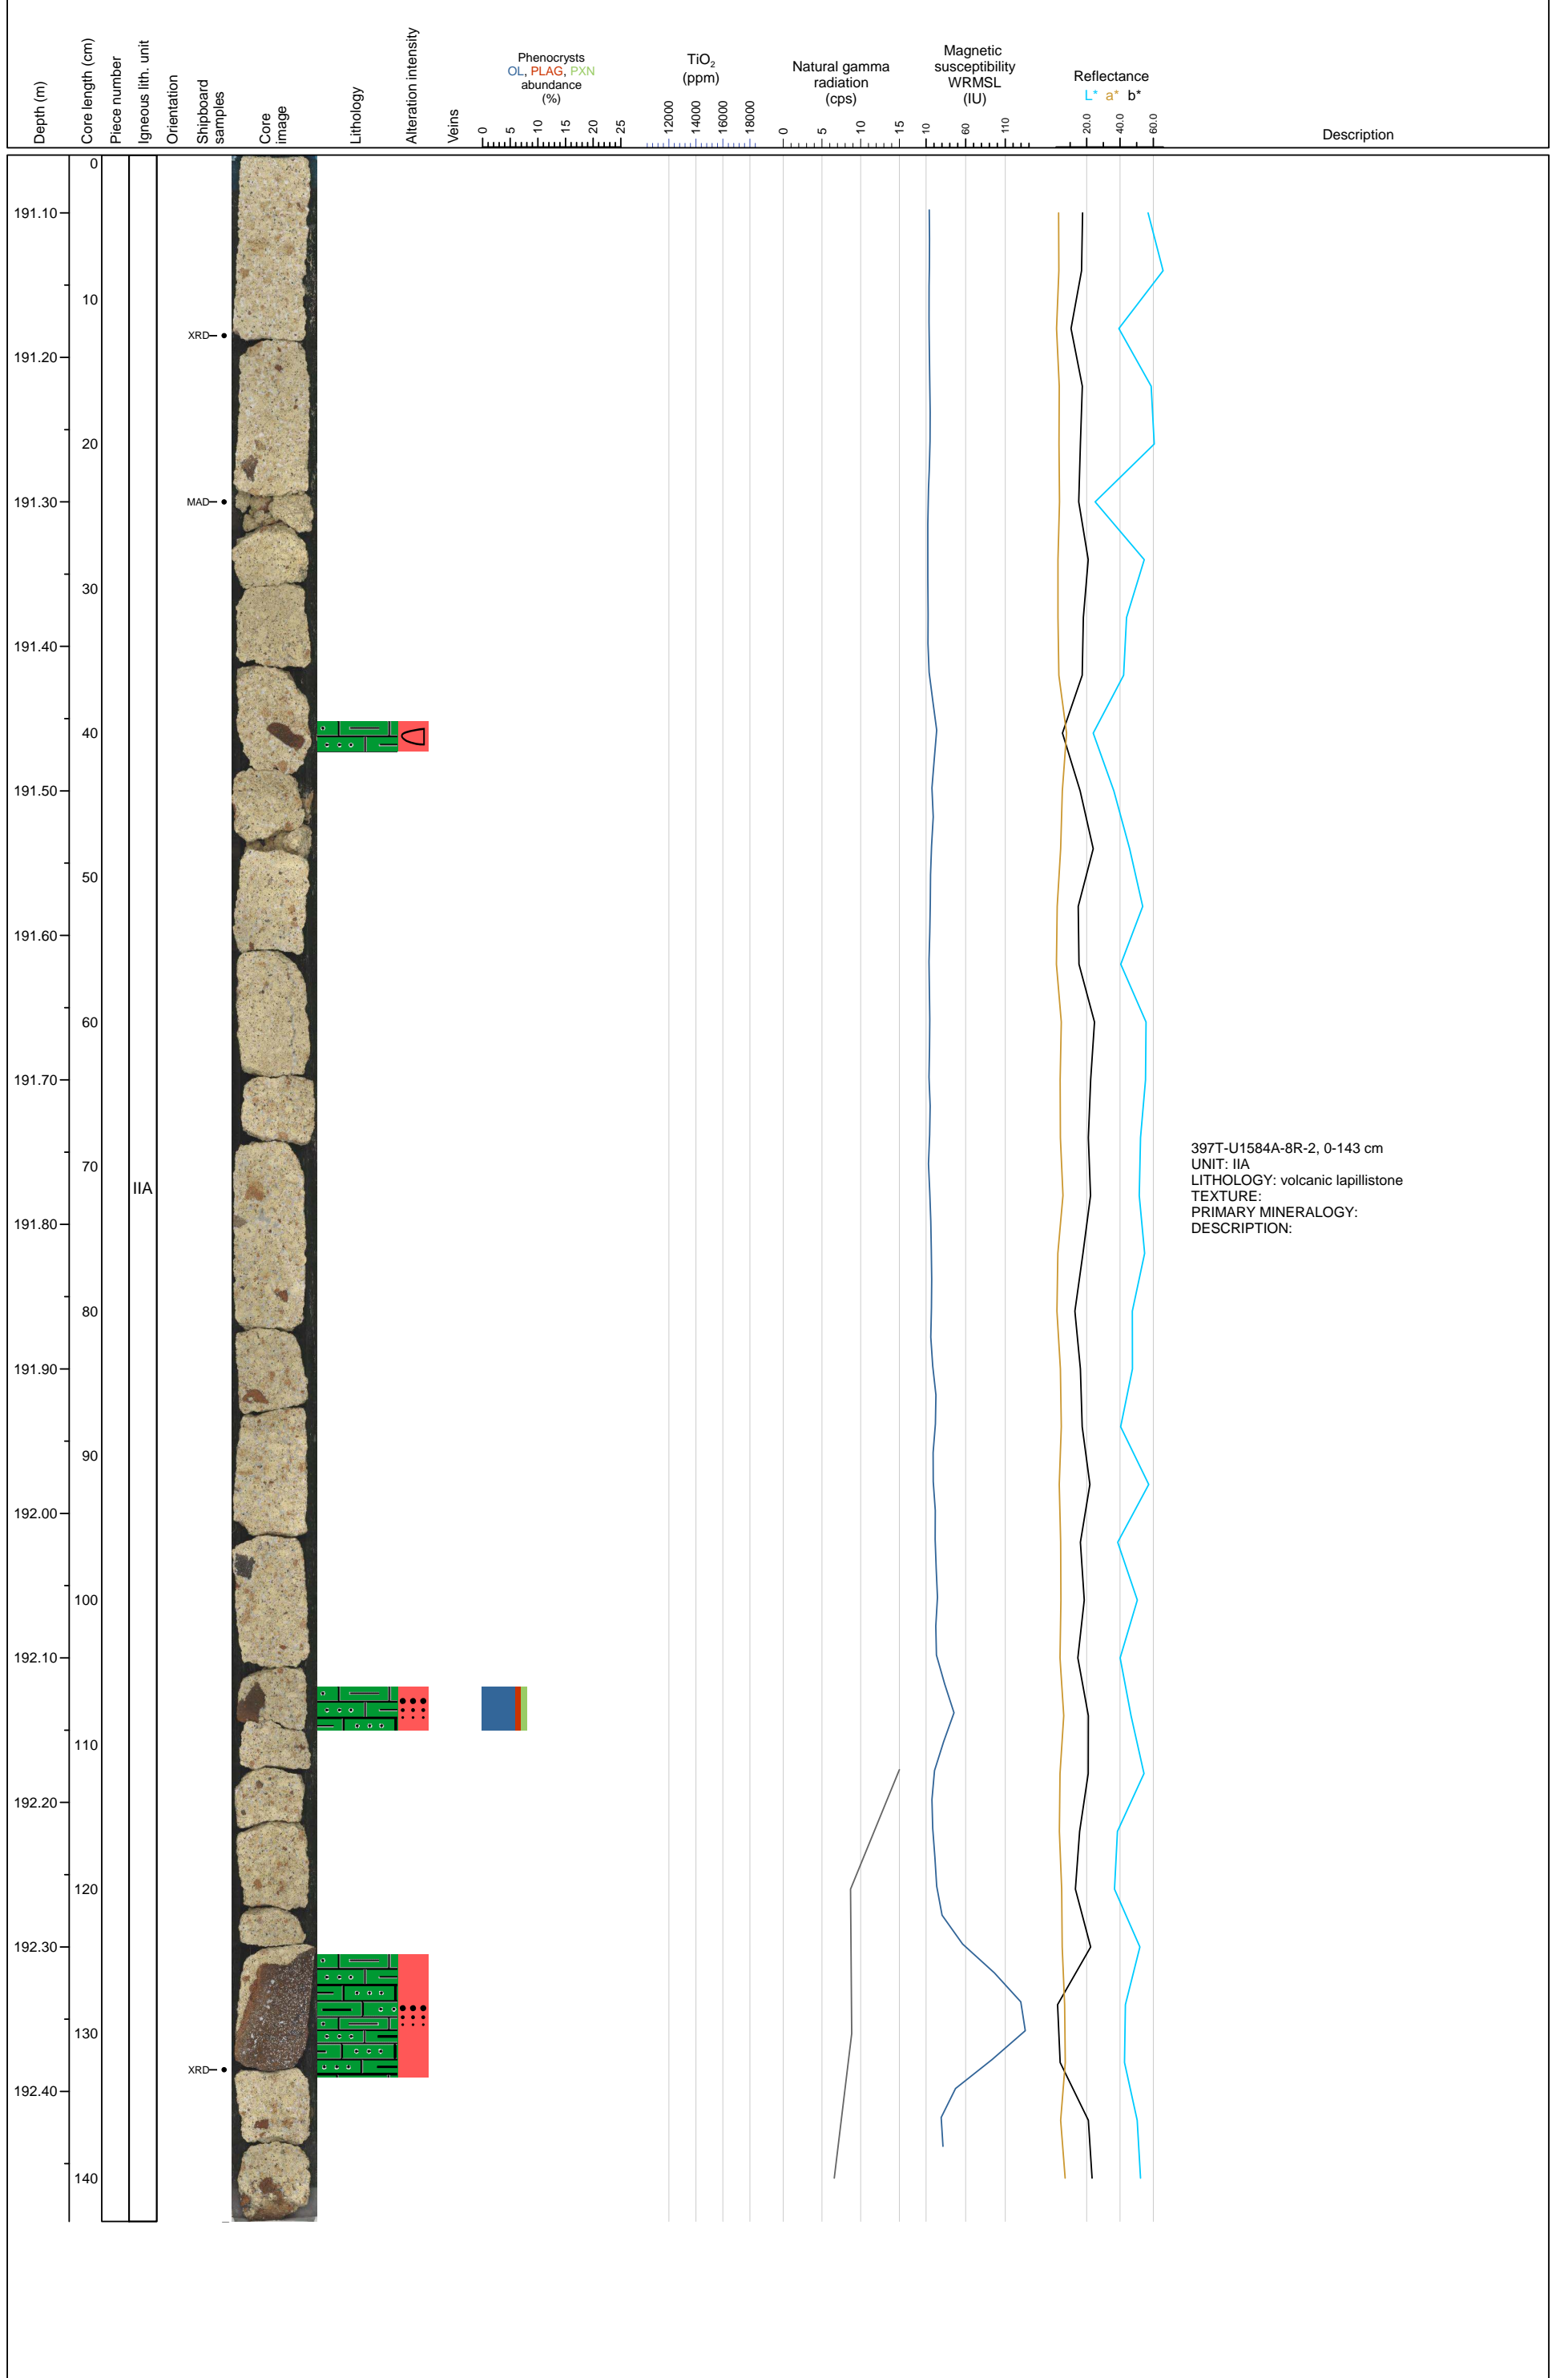 Depth (m)
Core length (cm)
Piece number
Igneous lith. unit
Orientation
Shipboard
samples
Core
image
Lithology
Alteration intensity
Veins
Phenocrysts
OL, PLAG, PXN
abundance
(%)
0 5 10 15 20 25
TiO2
(ppm)
12000 14000 16000 18000
Natural gamma
radiation
(cps)
0 5 10 15
Magnetic
susceptibility
WRMSL
(IU)
10 60 110
Reflectance
L* a* b*
20.0 40.0 60.0
Description
0
191.10
10
XRD
191.20
20
MAD
191.30
30
191.40
40
191.50
50
191.60
60
191.70
70
IIA
191.80
80
191.90
90
192.00
100
192.10
110
192.20
120
192.30
130
XRD
192.40
140
397T-U1584A-8R-2, 0-143 cm
UNIT: IIA
LITHOLOGY: volcanic lapillistone
TEXTURE:
PRIMARY MINERALOGY:
DESCRIPTION: